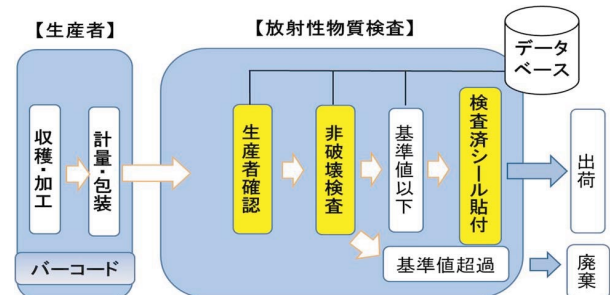 【生産者】
【放射性物質検査】
データ
ベース
収穫・加工
計量・包装
生産者確認
非破壊検査
基準値以下
検査済シール貼付
出荷
バーコード
基準値超過
廃棄